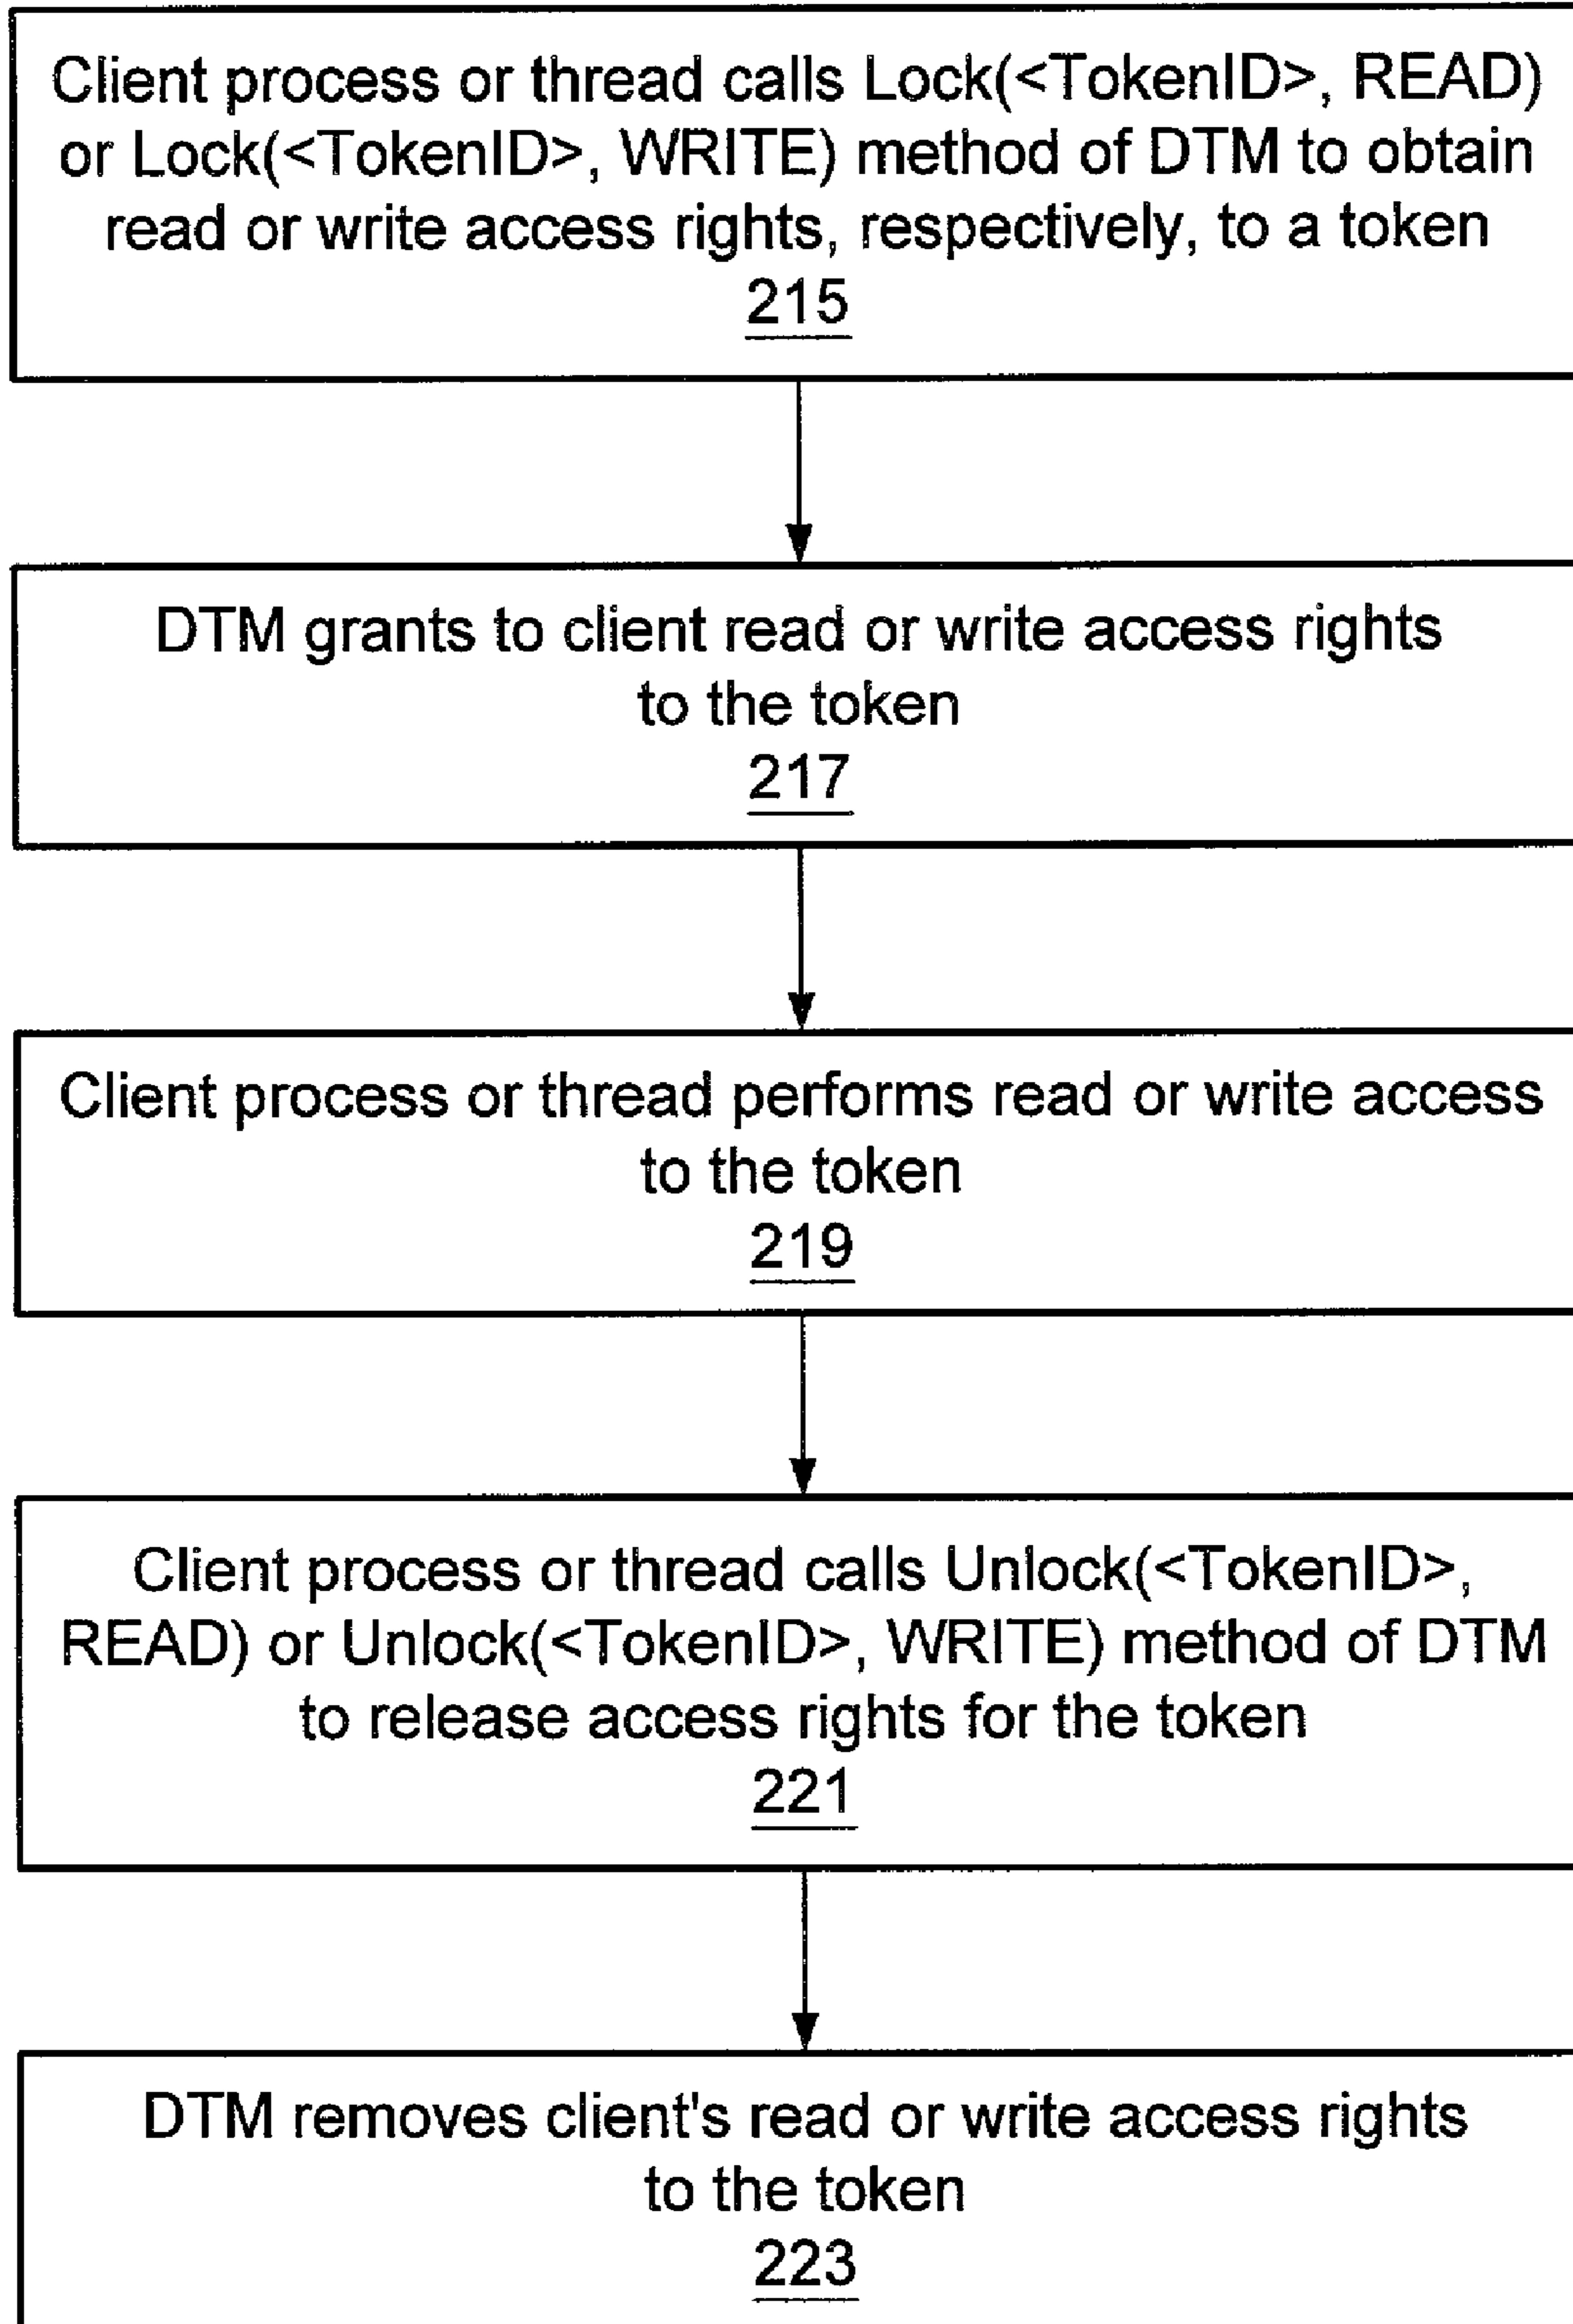 Client process or thread calls Lock(<TokenID>, READ)
or Lock(<TokenID>, WRITE) method of DTM to obtain
read or write access rights, respectively, to a token
215
DTM grants to client read or write access rights
to the token
217
Client process or thread performs read or write access
to the token
219
Client process or thread calls Unlock(<TokenID>,
READ) or Unlock(<TokenID>, WRITE) method of DTM
to release access rights for the token
221
DTM removes client's read or write access rights
to the token
223